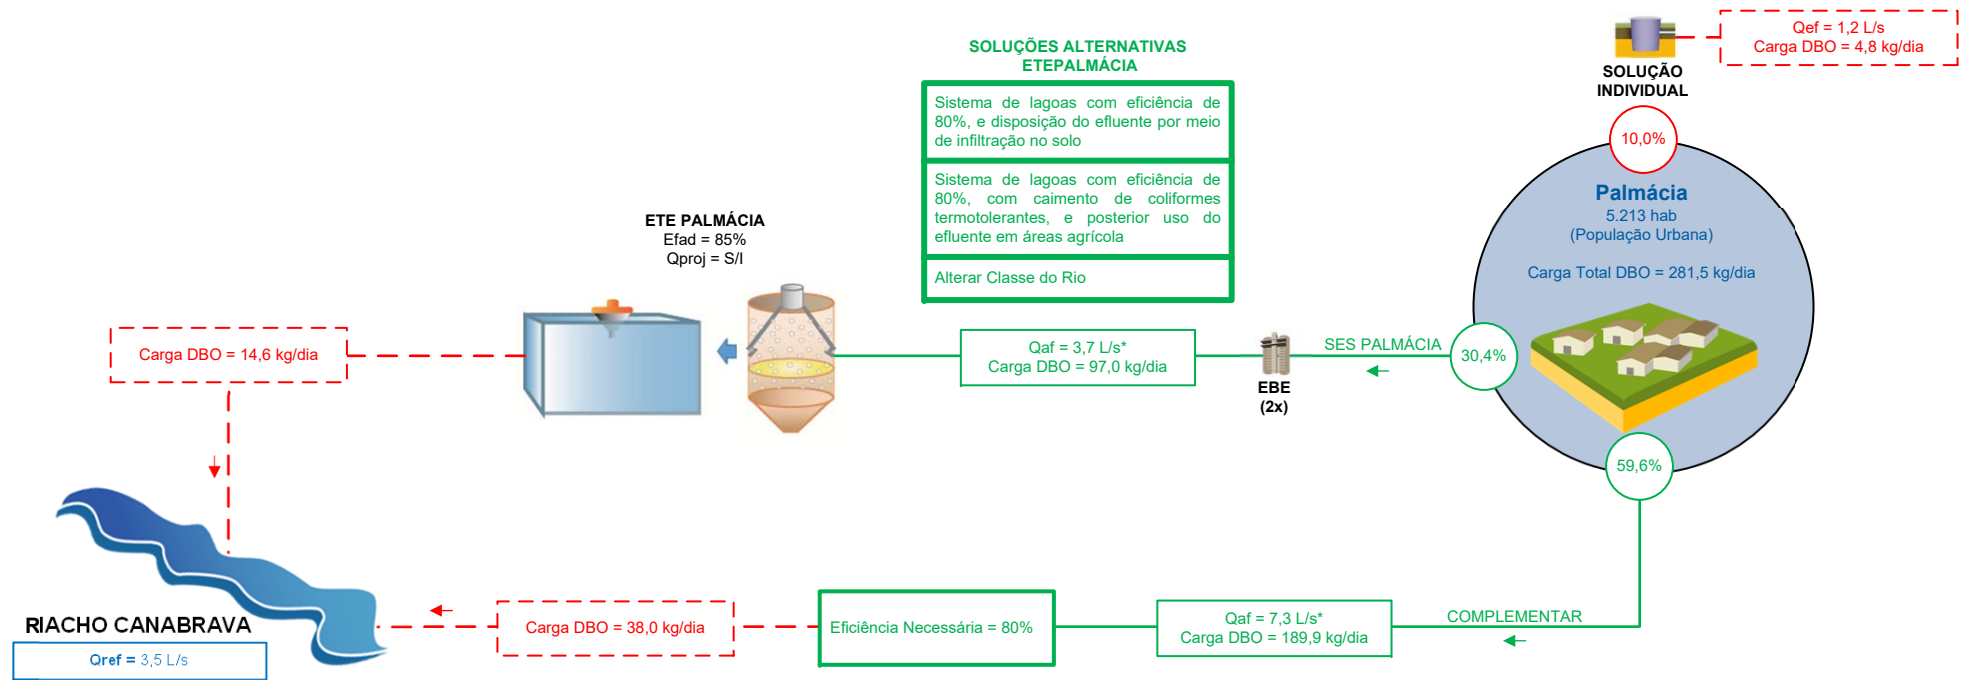 SOLUÇÕES ALTERNATIVAS
ETEPALMÁCIA
Sistema de lagoas com eficiência de
80%, e disposição do efluente por meio
de infiltração no solo
Sistema de lagoas com eficiência de
80%, com caimento de coliformes
termotolerantes, e posterior uso do
efluente em áreas agrícola
Alterar Classe do Rio
Qef = 1,2 L/s
Carga DBO = 4,8 kg/dia
SOLUÇÃO
INDIVIDUAL
10,0%
Palmácia
5.213 hab
(População Urbana)
Carga Total DBO = 281,5 kg/dia
30,4%
59,6%
SES PALMÁCIA
EBE
(2x)
Qaf = 3,7 L/s*
Carga DBO = 97,0 kg/dia
ETE PALMÁCIA
Efad = 85%
Qproj = S/I
Carga DBO = 14,6 kg/dia
COMPLEMENTAR
Qaf = 7,3 L/s*
Carga DBO = 189,9 kg/dia
Eficiência Necessária = 80%
Carga DBO = 38,0 kg/dia
RIACHO CANABRAVA
Qref = 3,5 L/s